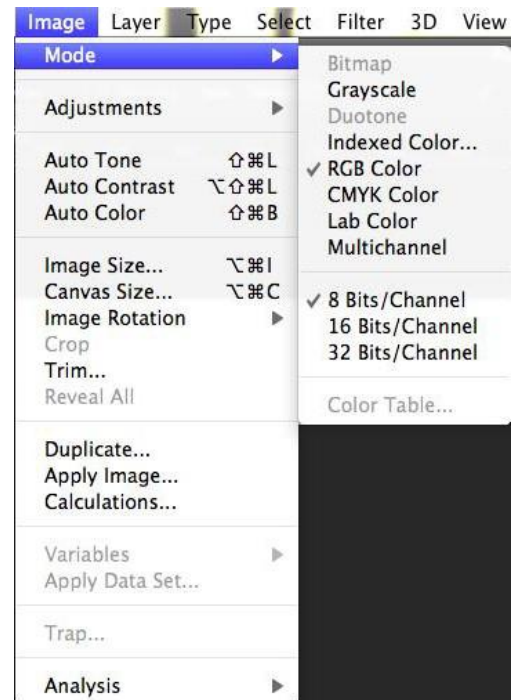 Image Layer Type Select Filter 3D View
Mode ▶
Adjustments ▶
Auto Tone ⇧⌘L
Auto Contrast ⌥⇧⌘L
Auto Color ⇧⌘B
Image Size... ⌥⌘I
Canvas Size... ⌥⌘C
Image Rotation ▶
Crop
Trim...
Reveal All
Duplicate...
Apply Image...
Calculations...
Variables ▶
Apply Data Set...
Trap...
Analysis ▶
Bitmap
Grayscale
Duotone
Indexed Color...
✓ RGB Color
CMYK Color
Lab Color
Multichannel
✓ 8 Bits/Channel
16 Bits/Channel
32 Bits/Channel
Color Table...